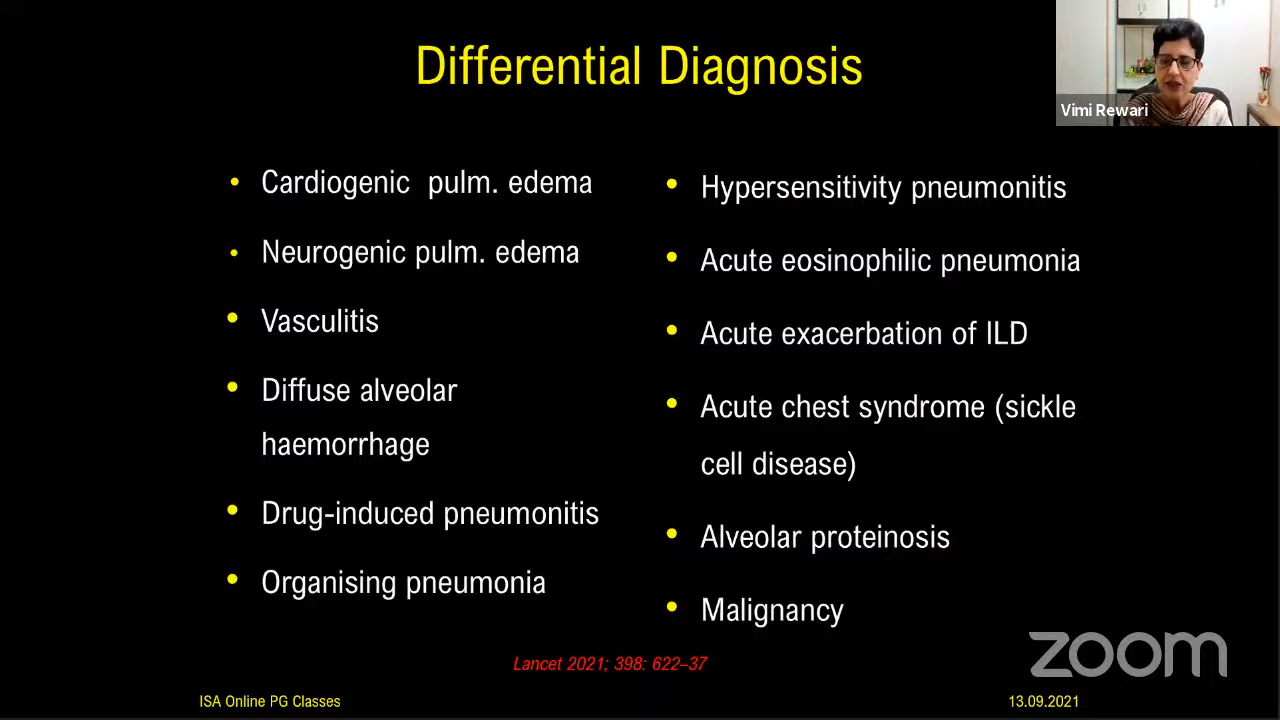 Differential Diagnosis
Vimi Rewari
Cardiogenic pulm. edema
Neurogenic pulm. edema
Vasculitis
Diffuse alveolar
haemorrhage
Drug-induced pneumonitis
Organising pneumonia
Hypersensitivity pneumonitis
Acute eosinophilic pneumonia
Acute exacerbation of ILD
Acute chest syndrome (sickle
cell disease)
Alveolar proteinosis
Malignancy
Lancet 2021; 398: 622–37
zoom
ISA Online PG Classes
13.09.2021